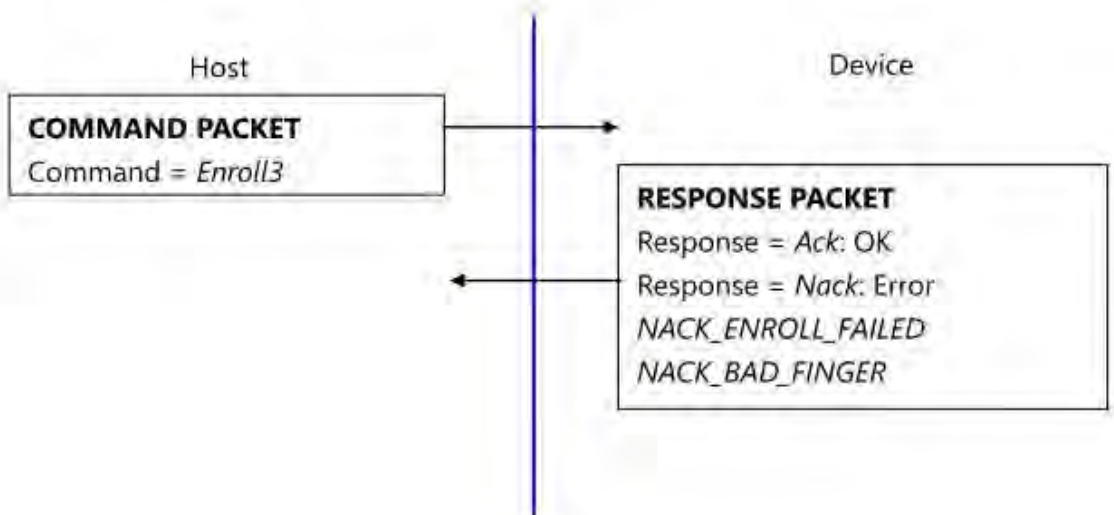 Host
Device
COMMAND PACKET
Command = Enroll3
RESPONSE PACKET
Response = Ack: OK
Response = Nack: Error
NACK_ENROLL_FAILED
NACK_BAD_FINGER